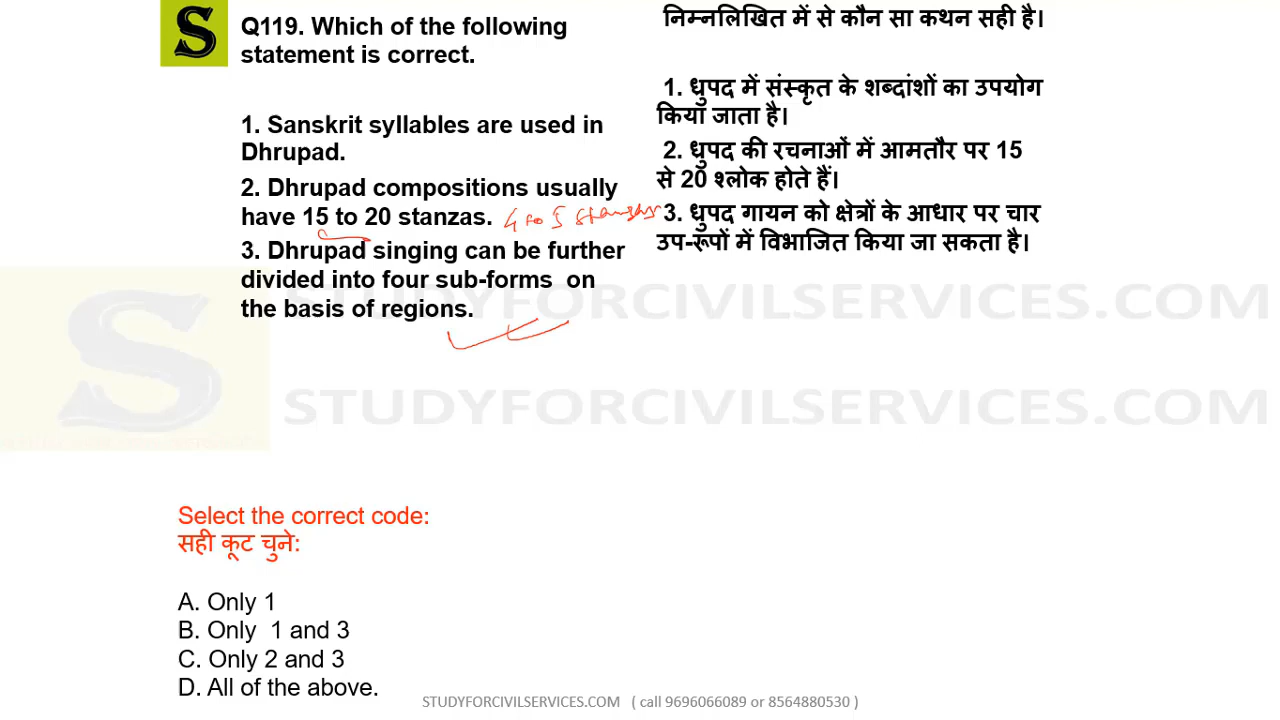 S
Q119. Which of the following
statement is correct.
1. Sanskrit syllables are used in
Dhrupad.
2. Dhrupad compositions usually
have 15 to 20 stanzas. 4 to 5 stanzas
3. Dhrupad singing can be further
divided into four sub-forms on
the basis of regions.
निम्नलिखित में से कौन सा कथन सही है।
1. ध्रुपद में संस्कृत के शब्दांशों का उपयोग
किया जाता है।
2. ध्रुपद की रचनाओं में आमतौर पर 15
से 20 श्लोक होते हैं।
3. ध्रुपद गायन को क्षेत्रों के आधार पर चार
उप-रूपों में विभाजित किया जा सकता है।
S
STUDYFORCIVILSERVICES.COM
STUDYFORCIVILSERVICES.COM
Select the correct code:
सही कूट चुने:
A. Only 1
B. Only 1 and 3
C. Only 2 and 3
D. All of the above.
STUDYFORCIVILSERVICES.COM ( call 9696066089 or 8564880530 )